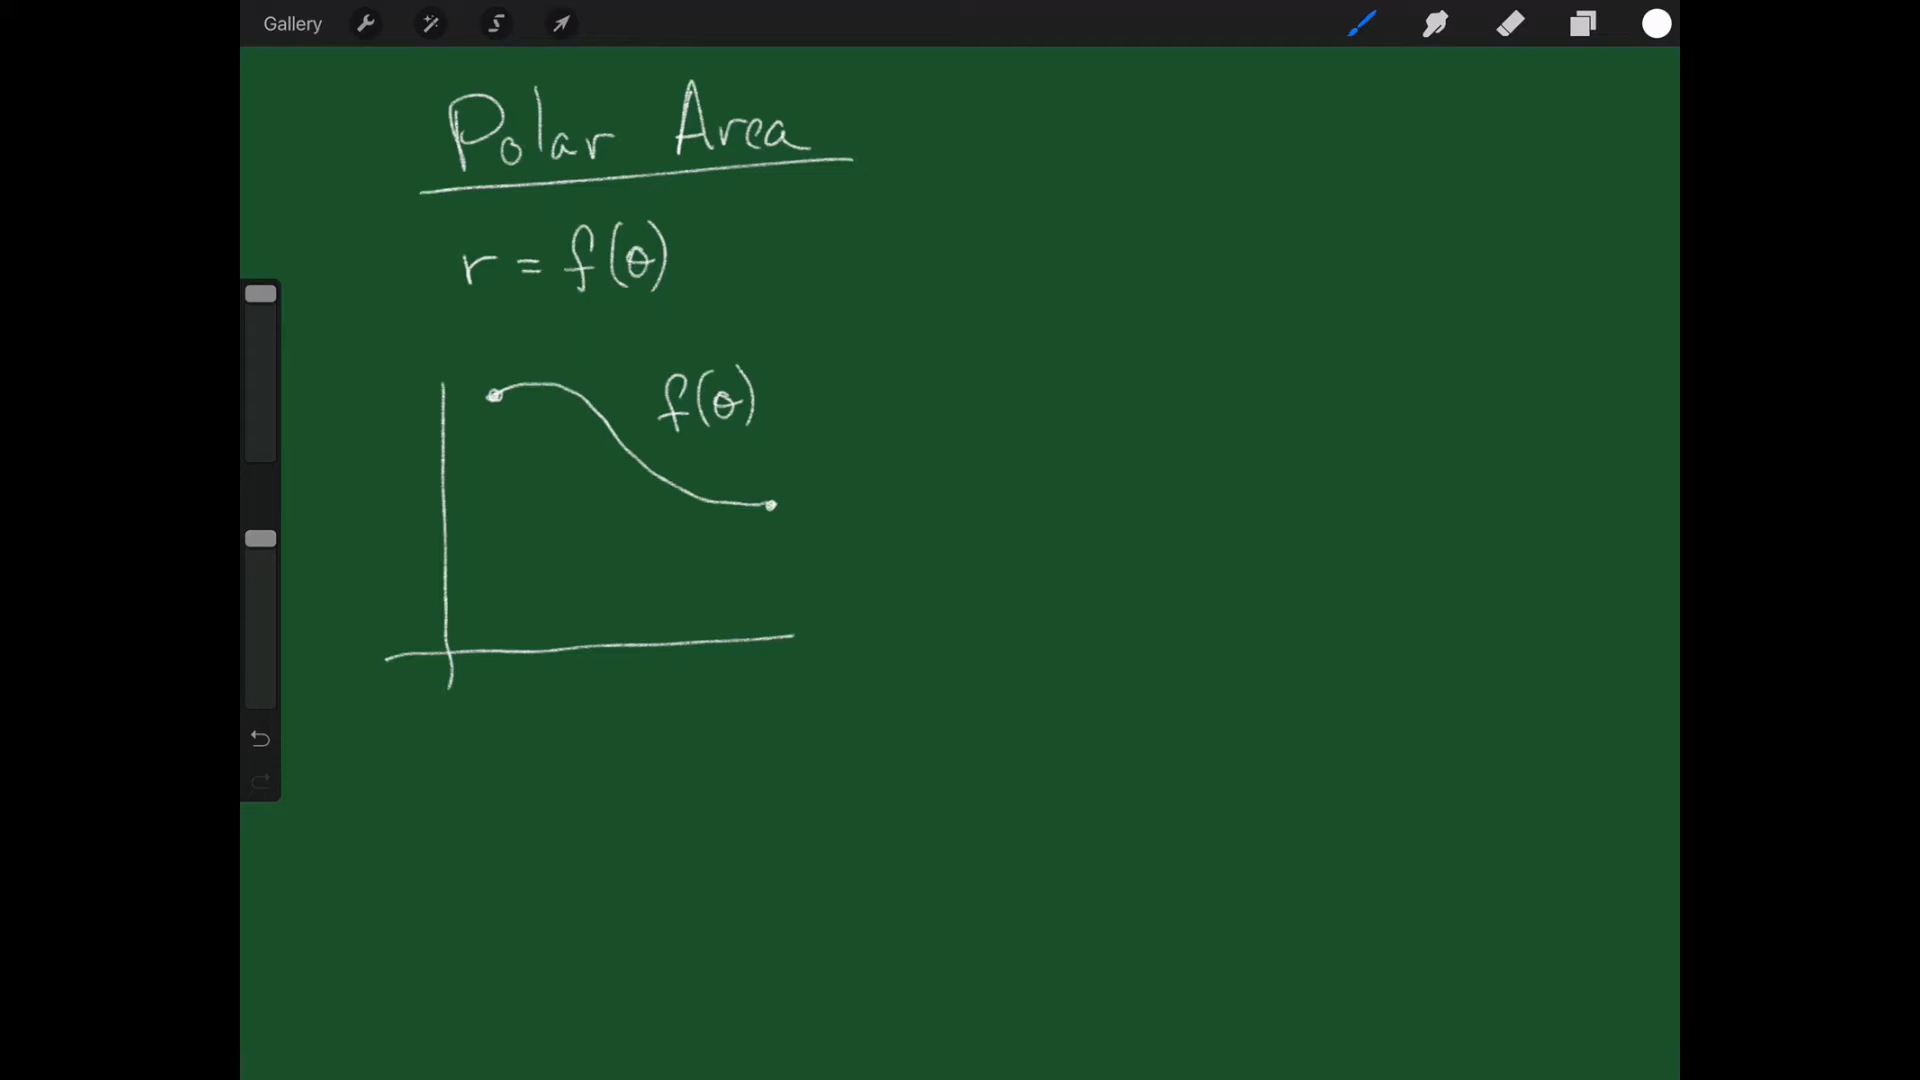 Gallery
Polar Area
r = f(θ)
f(θ)